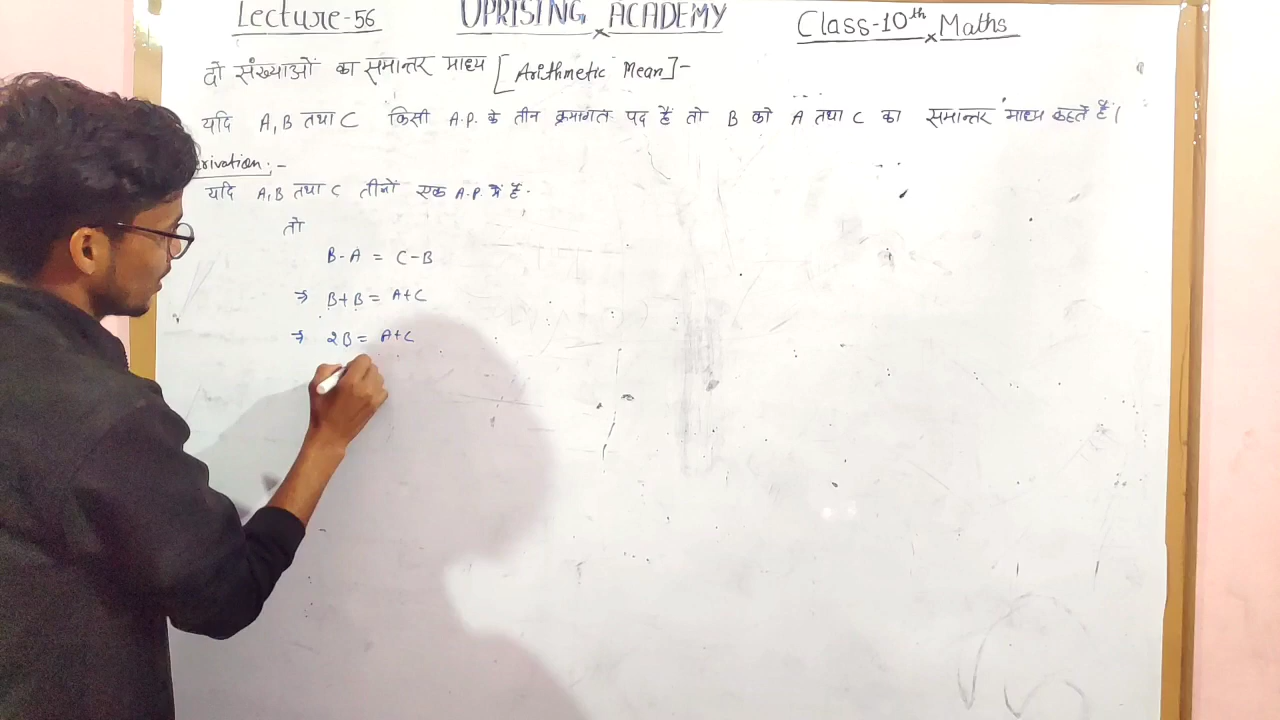 Lecture-56 UPRISING ACADEMY Class-10th Maths
दो संख्याओं का समान्तर माध्य [Arithmetic Mean]-
यदि A, B तथा C किसी A.P. के तीन क्रमागत पद हैं तो B को A तथा C का समान्तर माध्य कहते हैं।
rivation:-
यदि A, B तथा C तीनों एक A.P. में हैं.
तो
B-A = C-B
⇒ B+B = A+C
⇒ 2B = A+C